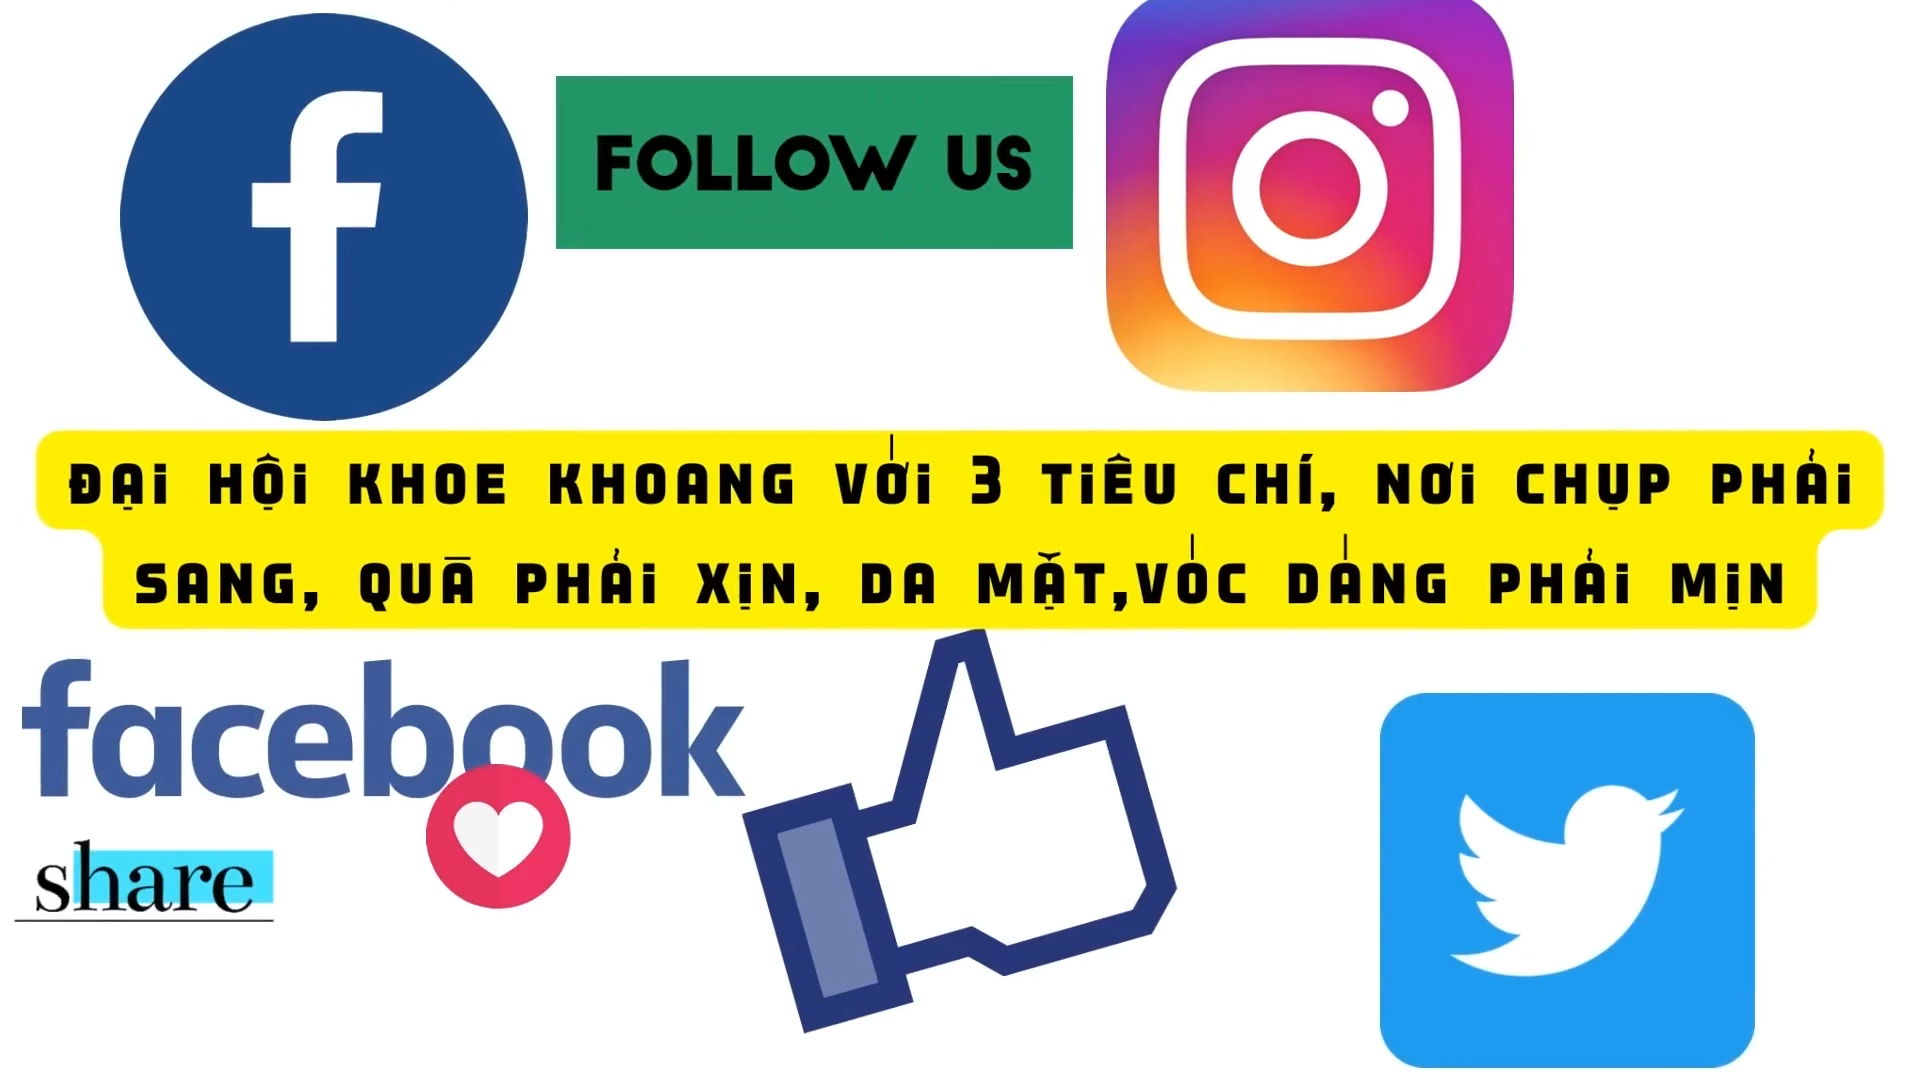 FOLLOW US
ĐẠi HỘi KHOE KHOANG VỚi 3 TiÊU CHÍ, NƠi CHỤP PHẢi
SANG, QUÀ PHẢi XỊN, DA MẶT,VÓC DÁNG PHẢi MỊN
facebook
share